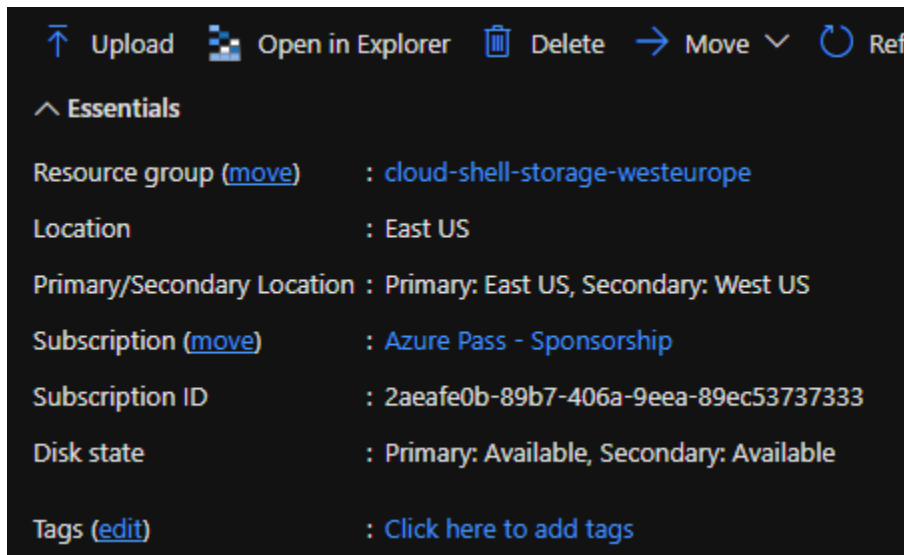 Upload Open in Explorer Delete Move Ref
Essentials
Resource group (move) : cloud-shell-storage-westeurope
Location : East US
Primary/Secondary Location : Primary: East US, Secondary: West US
Subscription (move) : Azure Pass - Sponsorship
Subscription ID : 2aeafe0b-89b7-406a-9eea-89ec53737333
Disk state : Primary: Available, Secondary: Available
Tags (edit) : Click here to add tags